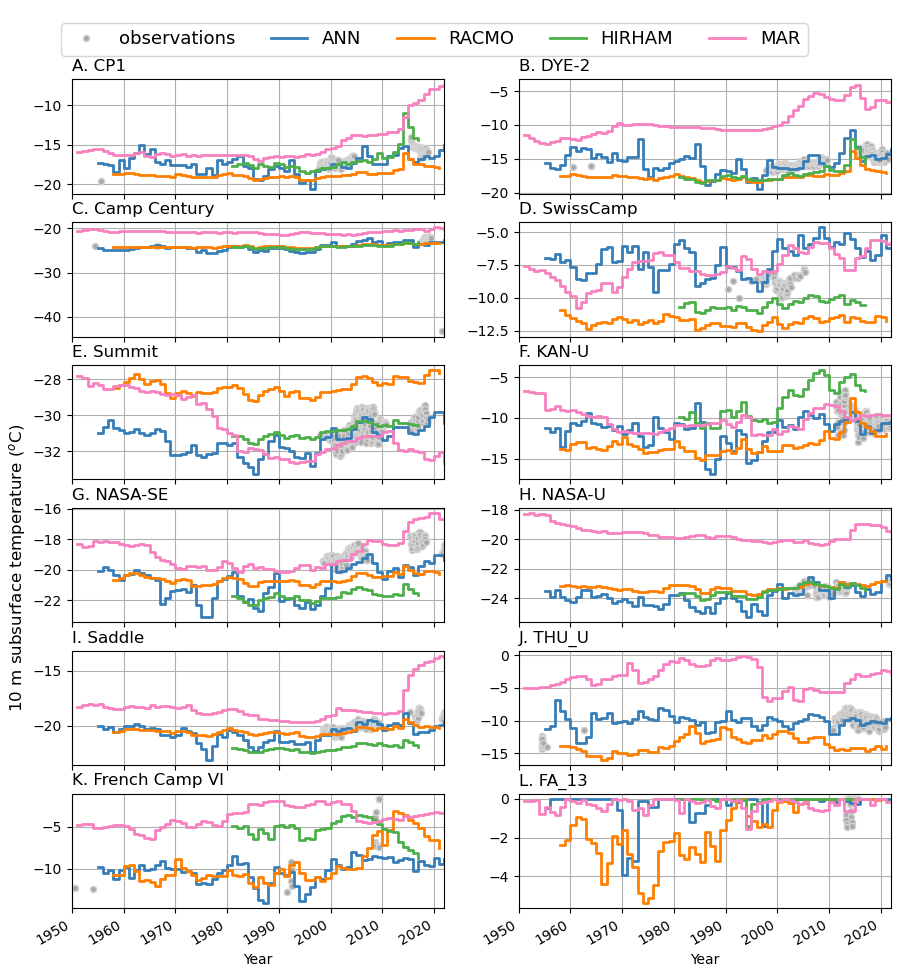 observations ANN RACMO HIRHAM MAR
A. CP1 B. DYE-2
−10 −15 −20
−5 −10 −15 −20
C. Camp Century D. SwissCamp
−20 −30 −40
−5.0 −7.5 −10.0 −12.5
E. Summit F. KAN-U
−28 −30 −32
−5 −10 −15
10 m subsurface temperature (°C)
G. NASA-SE H. NASA-U
−16 −18 −20 −22
−18 −20 −22 −24
I. Saddle J. THU_U
−15 −20
0 −5 −10 −15
K. French Camp VI L. FA_13
−5 −10
0 −2 −4
1950 1960 1970 1980 1990 2000 2010 2020 1950 1960 1970 1980 1990 2000 2010 2020
Year Year